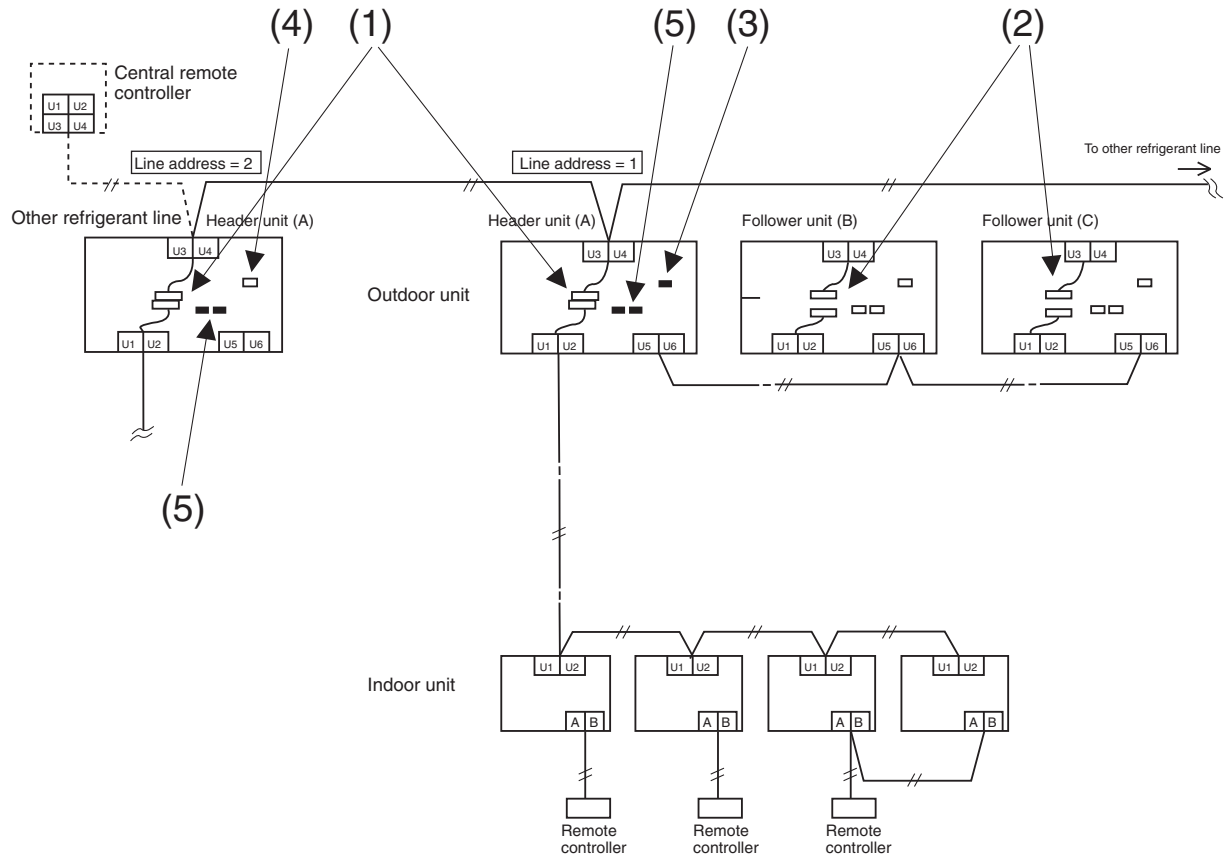 (4) (1) (5) (3) (2)
Central remote
controller
U1 U2
U3 U4
Line address = 2
Line address = 1
To other refrigerant line
Other refrigerant line
Header unit (A)
Header unit (A)
Follower unit (B)
Follower unit (C)
U3 U4
U3 U4
U3 U4
U3 U4
Outdoor unit
U1 U2 U5 U6
U1 U2 U5 U6
U1 U2 U5 U6
U1 U2 U5 U6
(5)
Indoor unit
U1 U2
U1 U2
U1 U2
U1 U2
A B
A B
A B
A B
Remote
controller
Remote
controller
Remote
controller